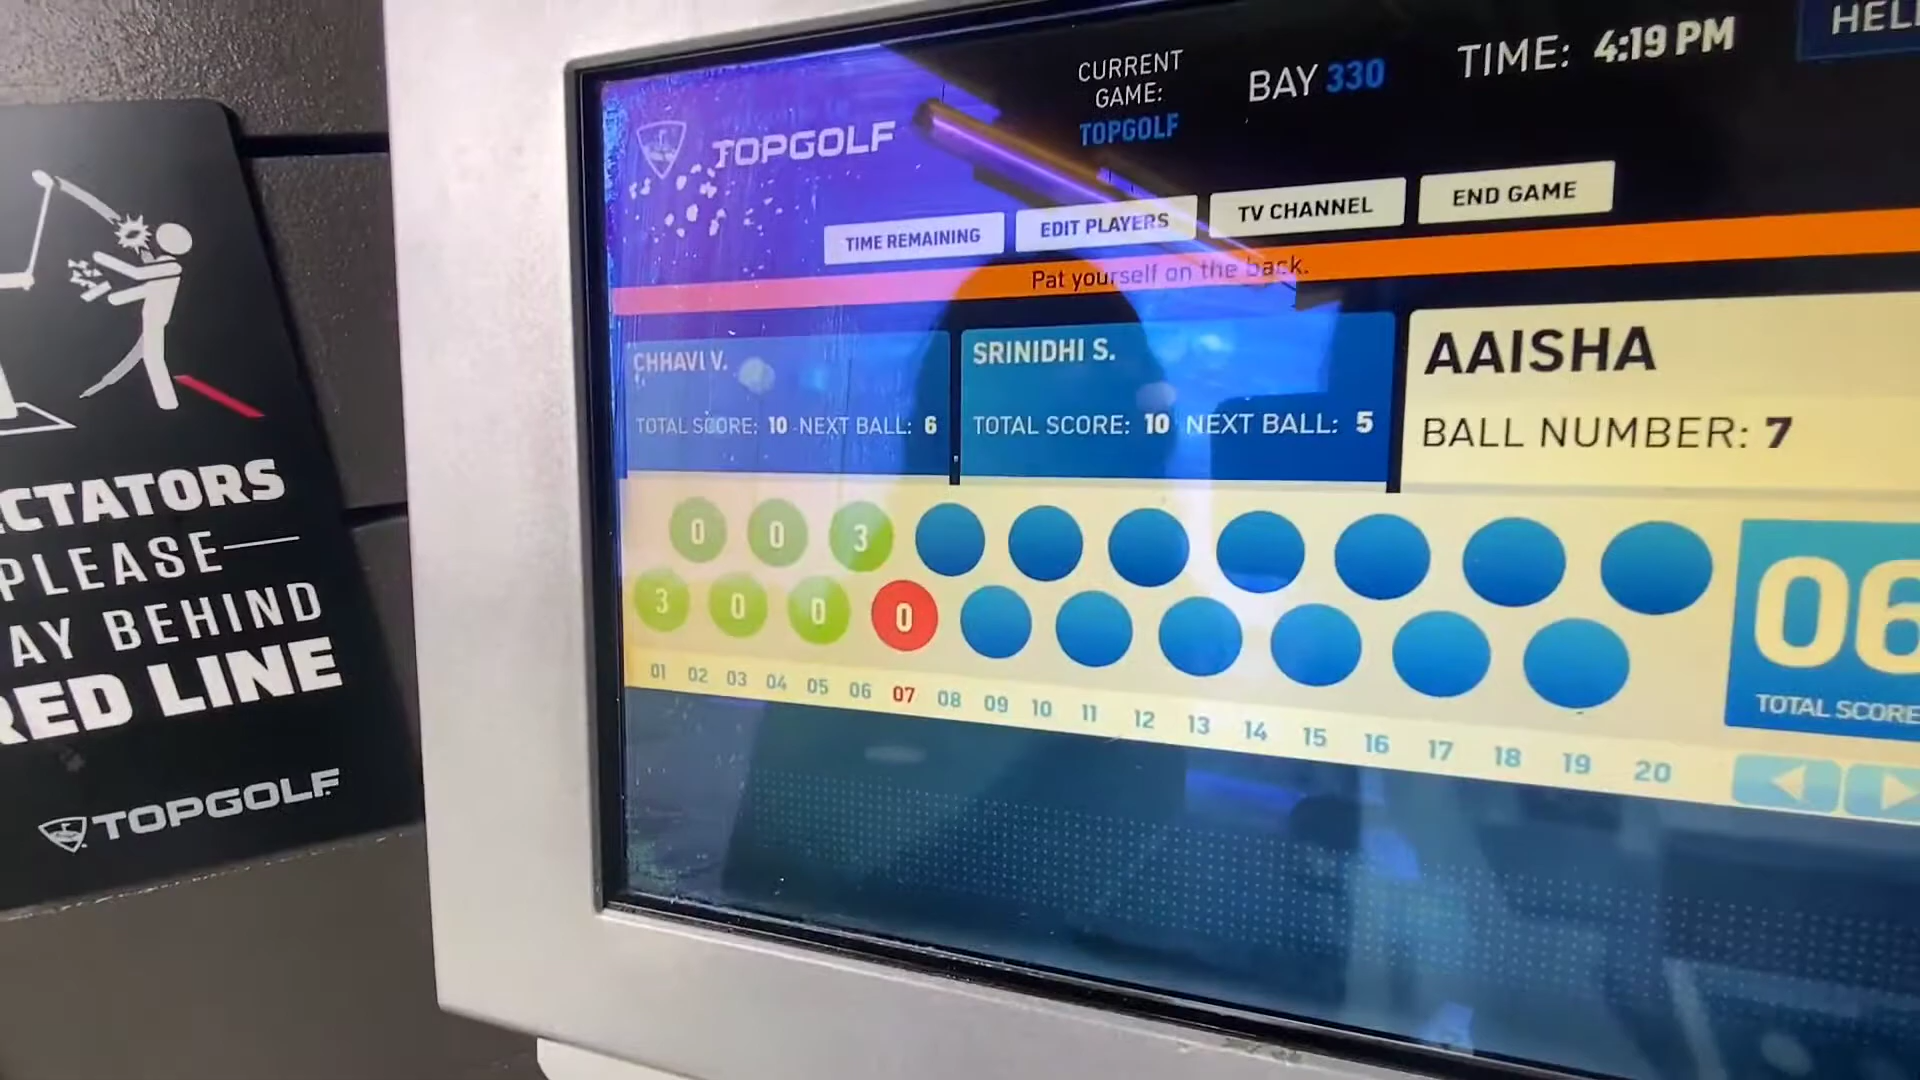 CTATORS
PLEASE
AY BEHIND
RED LINE
TOPGOLF
TOPGOLF
CURRENT
GAME:
TOPGOLF
BAY 330
TIME: 4:19 PM
HEL
TIME REMAINING
EDIT PLAYERS
TV CHANNEL
END GAME
Pat yourself on the back.
CHHAVI V.
TOTAL SCORE: 10 NEXT BALL: 6
SRINIDHI S.
TOTAL SCORE: 10 NEXT BALL: 5
AAISHA
BALL NUMBER: 7
0 0 3
3 0 0 0
01 02 03 04 05 06 07 08 09 10 11 12 13 14 15 16 17 18 19 20
06
TOTAL SCORE